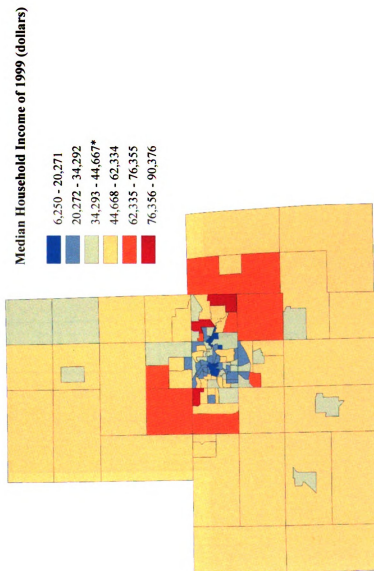 Median Household Income of 1999 (dollars)
6,250 - 20,271
20,272 - 34,292
34,293 - 44,667*
44,668 - 62,334
62,335 - 76,355
76,356 - 90,376